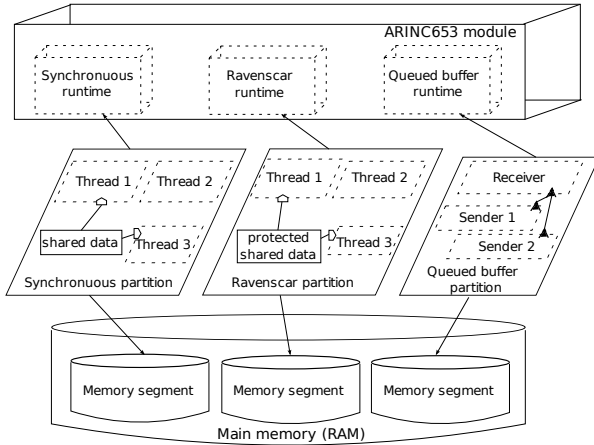 ARINC653 module
Synchronuous
runtime
Ravenscar
runtime
Queued buffer
runtime
Thread 1
Thread 2
shared data
Thread 3
Synchronuous partition
Thread 1
Thread 2
protected
shared data
Thread 3
Ravenscar partition
Receiver
Sender 1
Sender 2
Queued buffer
partition
Memory segment
Memory segment
Memory segment
Main memory (RAM)